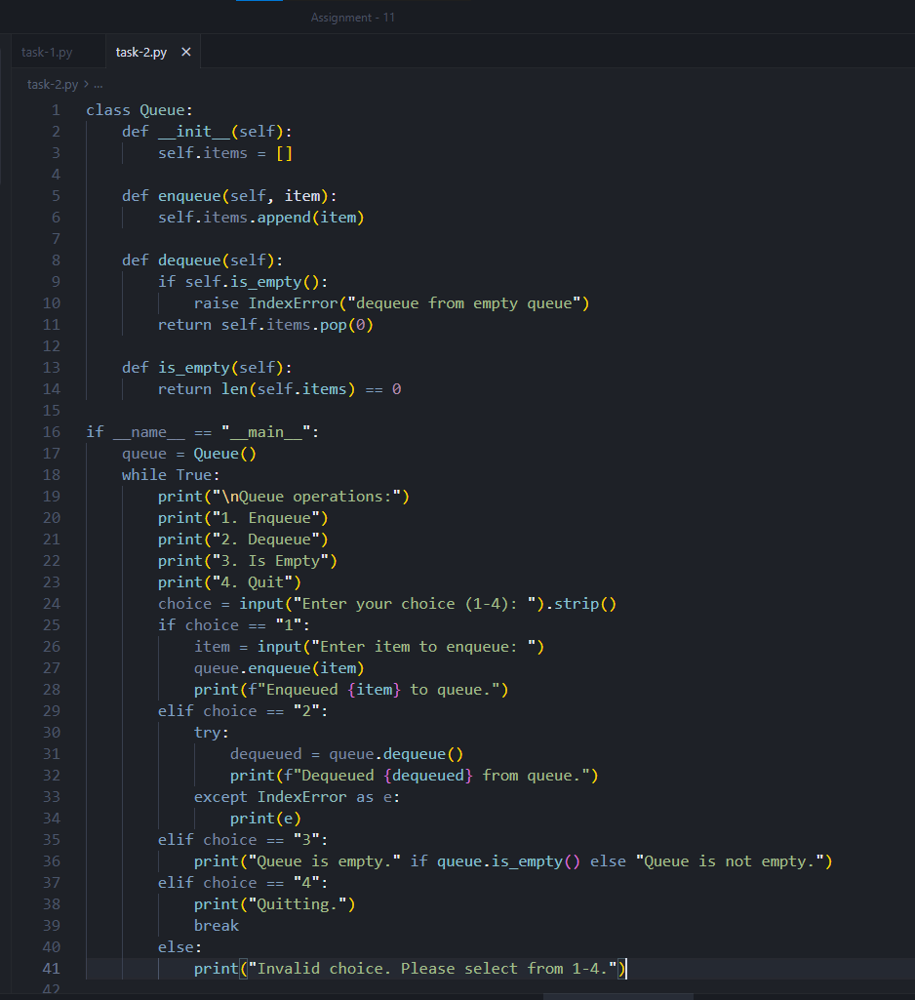 Assignment - 11
task-1.py
task-2.py ×
task-2.py > ...
1 class Queue:
2     def __init__(self):
3         self.items = []
4
5     def enqueue(self, item):
6         self.items.append(item)
7
8     def dequeue(self):
9         if self.is_empty():
10             raise IndexError("dequeue from empty queue")
11         return self.items.pop(0)
12
13     def is_empty(self):
14         return len(self.items) == 0
15
16 if __name__ == "__main__":
17     queue = Queue()
18     while True:
19         print("\nQueue operations:")
20         print("1. Enqueue")
21         print("2. Dequeue")
22         print("3. Is Empty")
23         print("4. Quit")
24         choice = input("Enter your choice (1-4): ").strip()
25         if choice == "1":
26             item = input("Enter item to enqueue: ")
27             queue.enqueue(item)
28             print(f"Enqueued {item} to queue.")
29         elif choice == "2":
30             try:
31                 dequeued = queue.dequeue()
32                 print(f"Dequeued {dequeued} from queue.")
33             except IndexError as e:
34                 print(e)
35         elif choice == "3":
36             print("Queue is empty." if queue.is_empty() else "Queue is not empty.")
37         elif choice == "4":
38             print("Quitting.")
39             break
40         else:
41             print("Invalid choice. Please select from 1-4.")
42